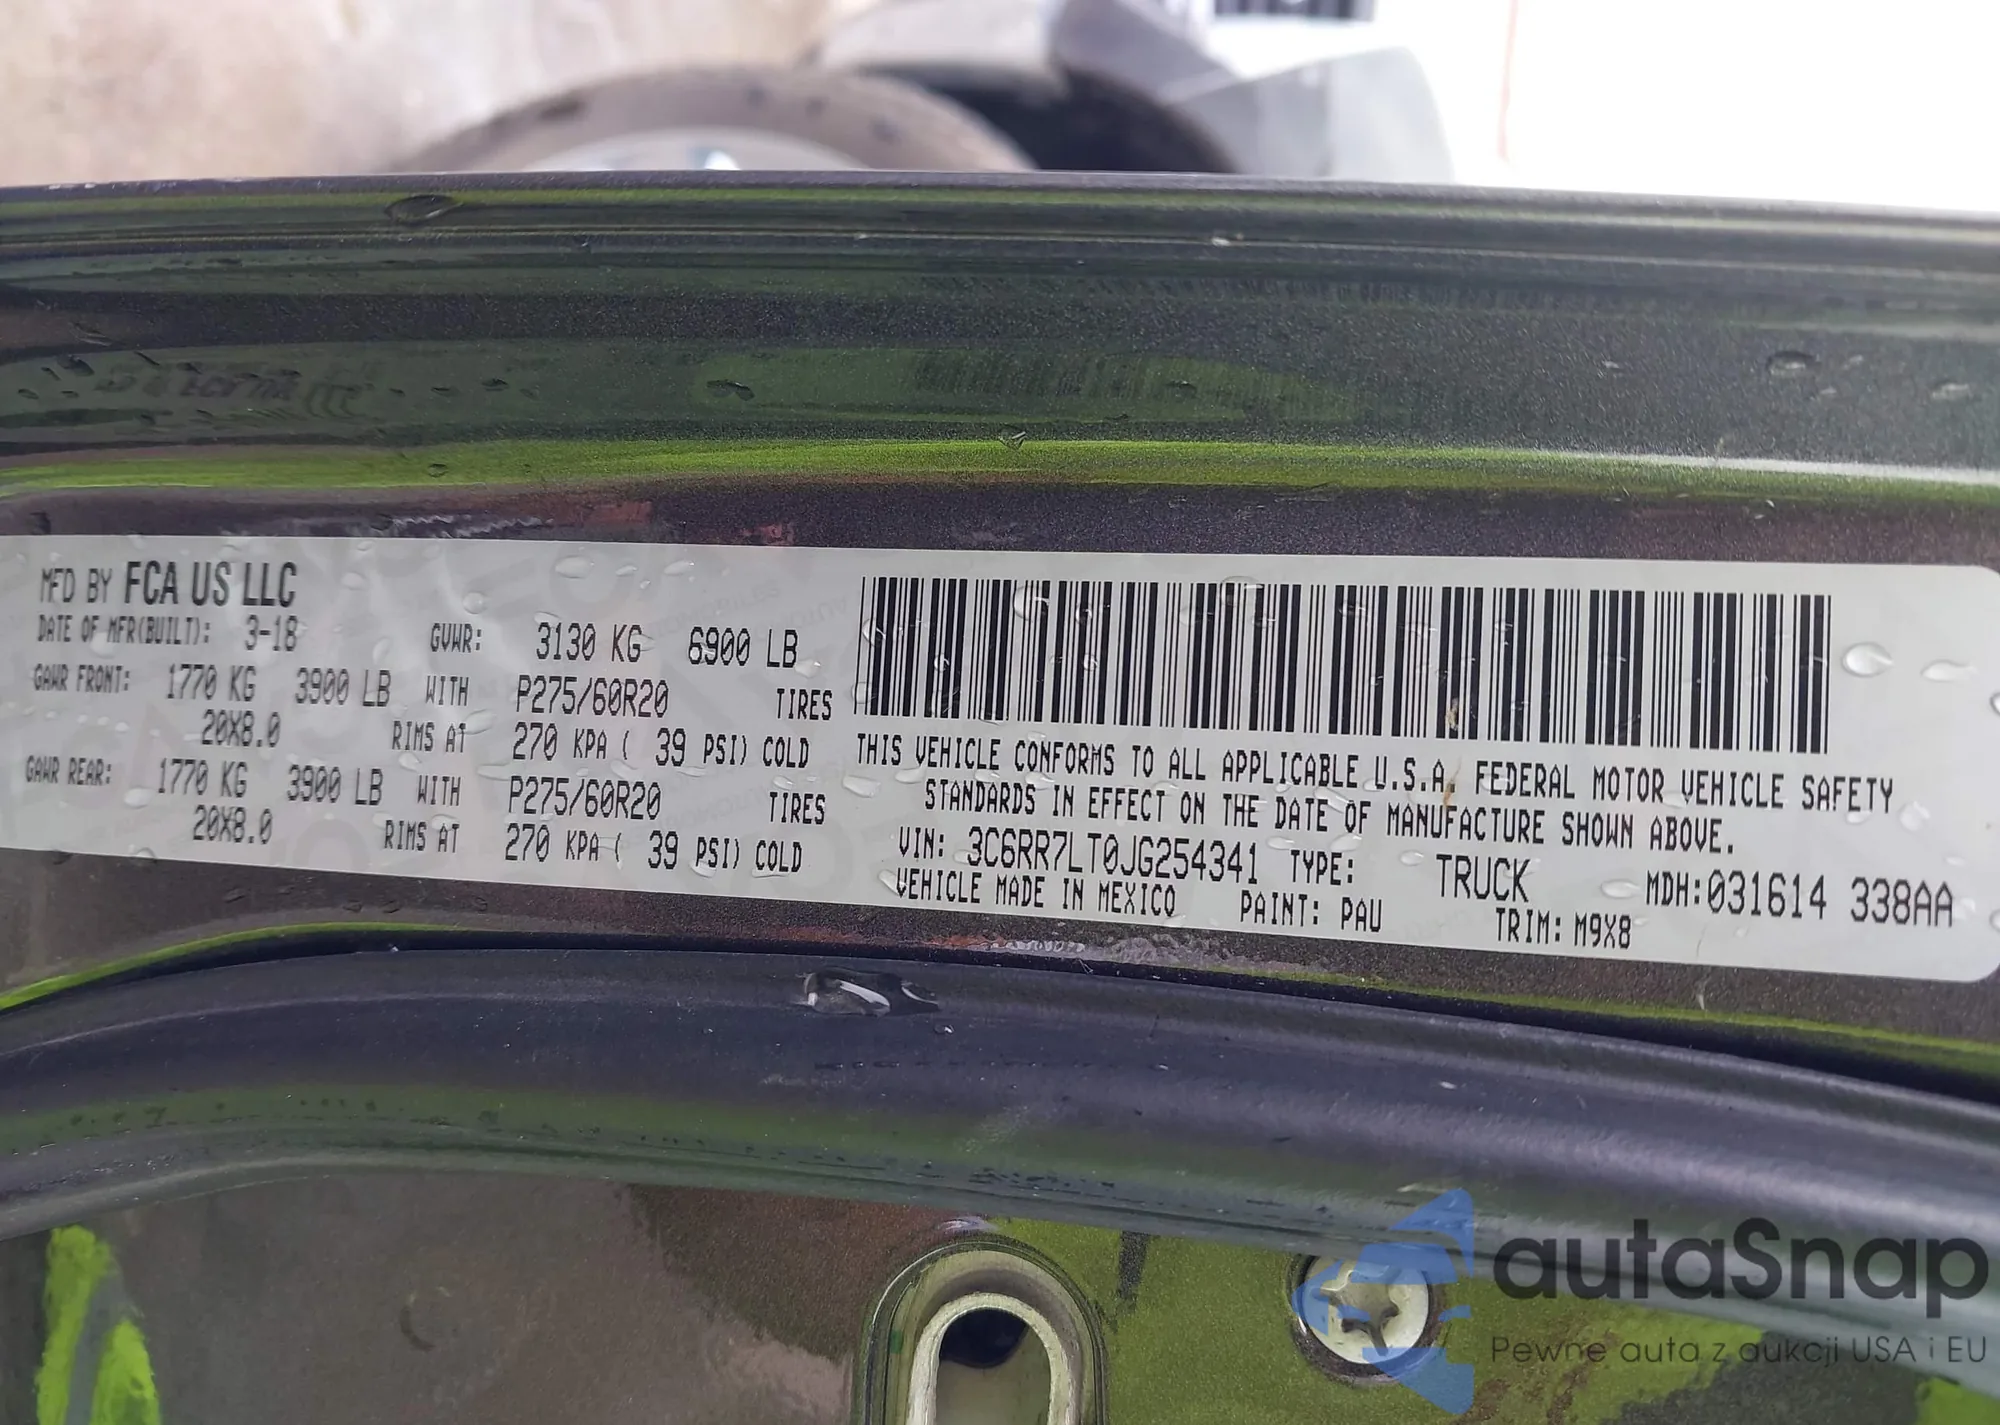 MFD BY FCA US LLC
DATE OF MFR(BUILT): 3-18 GVWR: 3130 KG 6900 LB
GAWR FRONT: 1770 KG 3900 LB WITH P275/60R20 TIRES
20X8.0 RIMS AT 270 KPA ( 39 PSI) COLD
GAWR REAR: 1770 KG 3900 LB WITH P275/60R20 TIRES
20X8.0 RIMS AT 270 KPA ( 39 PSI) COLD
THIS VEHICLE CONFORMS TO ALL APPLICABLE U.S.A. FEDERAL MOTOR VEHICLE SAFETY
STANDARDS IN EFFECT ON THE DATE OF MANUFACTURE SHOWN ABOVE.
VIN: 3C6RR7LT0JG254341 TYPE: TRUCK MDH:031614 338AA
VEHICLE MADE IN MEXICO PAINT: PAU TRIM: M9X8
autaSnap
Pewne auta z aukcji USA i EU